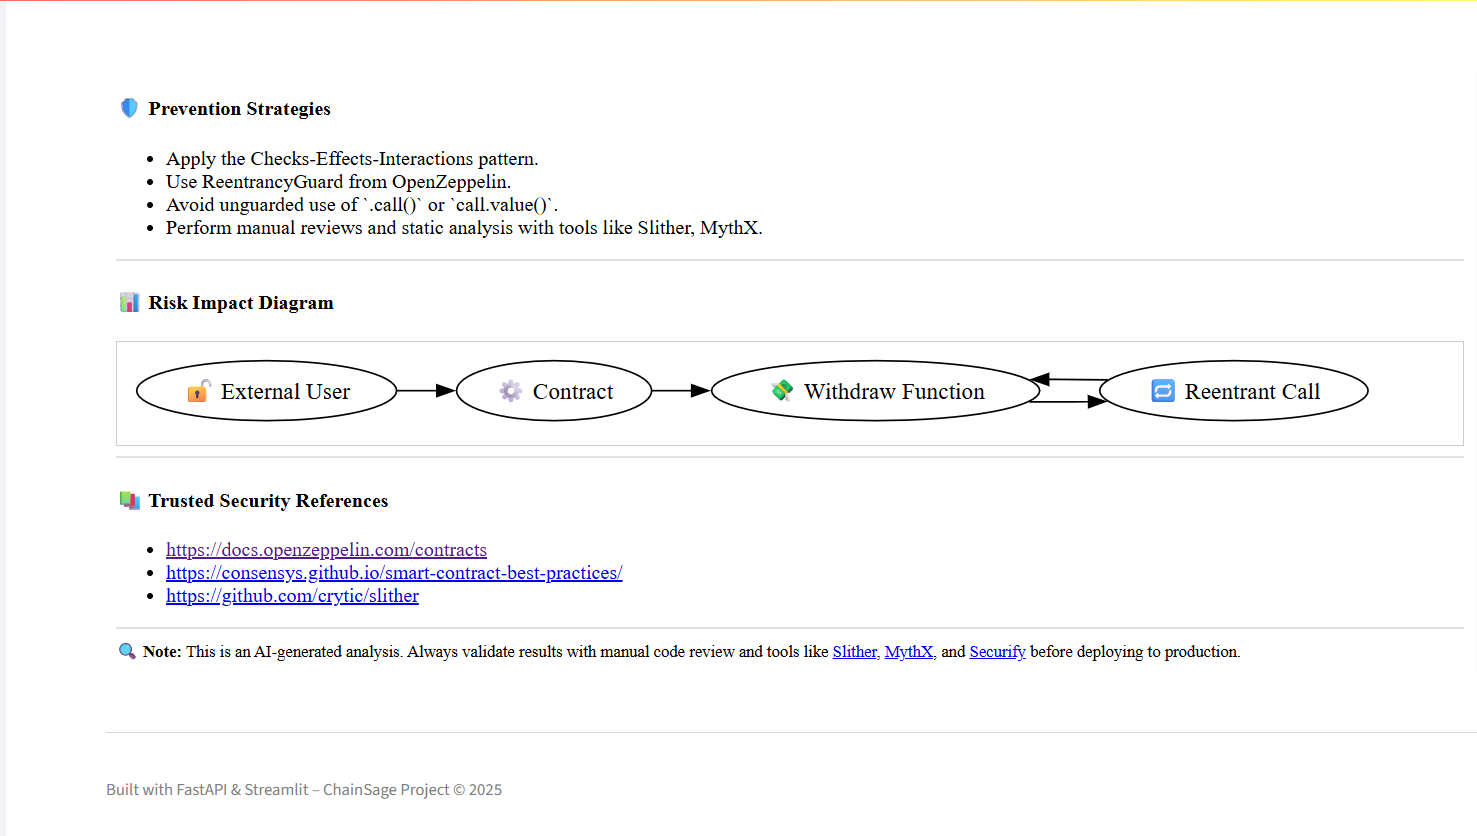 Prevention Strategies
Apply the Checks-Effects-Interactions pattern.
Use ReentrancyGuard from OpenZeppelin.
Avoid unguarded use of `.call()` or `call.value()`.
Perform manual reviews and static analysis with tools like Slither, MythX.
Risk Impact Diagram
External User
Contract
Withdraw Function
Reentrant Call
Trusted Security References
https://docs.openzeppelin.com/contracts
https://consensys.github.io/smart-contract-best-practices/
https://github.com/crytic/slither
Note: This is an AI-generated analysis. Always validate results with manual code review and tools like Slither, MythX, and Securify before deploying to production.
Built with FastAPI & Streamlit – ChainSage Project © 2025